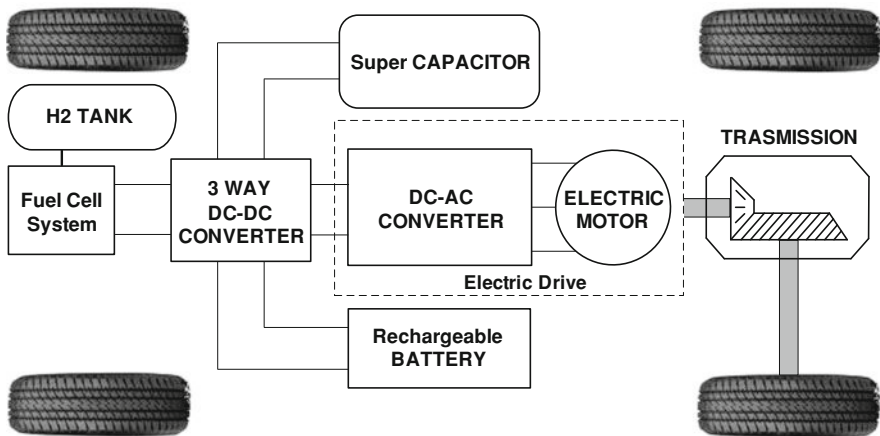 Super CAPACITOR
H2 TANK
TRASMISSION
Fuel Cell
System
3 WAY
DC-DC
CONVERTER
DC-AC
CONVERTER
ELECTRIC
MOTOR
Electric Drive
Rechargeable
BATTERY